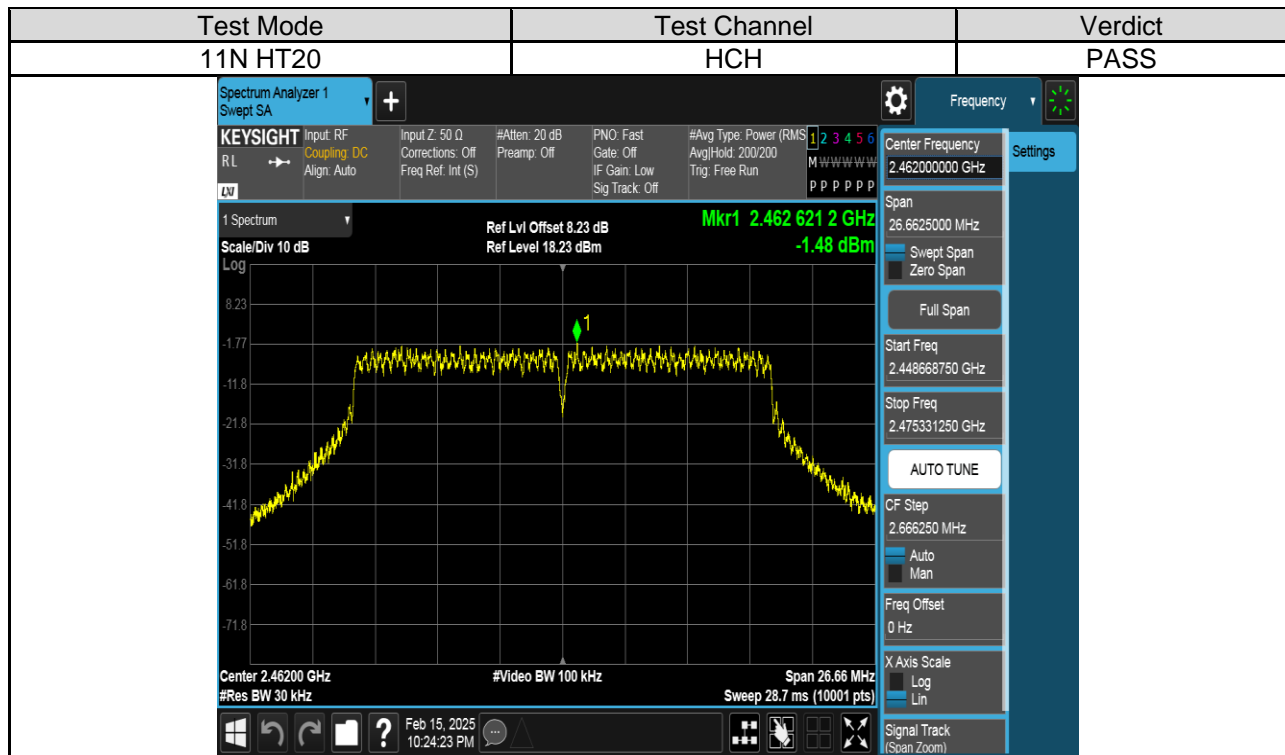 Test Mode Test Channel Verdict
11N HT20 HCH PASS
Spectrum Analyzer 1
Swept SA
+
Frequency
KEYSIGHT
RL
LXI
Input: RF
Coupling: DC
Align: Auto
Input Z: 50 Ω
Corrections: Off
Freq Ref: Int (S)
#Atten: 20 dB
Preamp: Off
PNO: Fast
Gate: Off
IF Gain: Low
Sig Track: Off
#Avg Type: Power (RMS
Avg|Hold: 200/200
Trig: Free Run
1 2 3 4 5 6
M W W W W W
P P P P P P
1 Spectrum
Scale/Div 10 dB
Log
Ref Lvl Offset 8.23 dB
Ref Level 18.23 dBm
Mkr1 2.462 621 2 GHz
-1.48 dBm
1
8.23
-1.77
-11.8
-21.8
-31.8
-41.8
-51.8
-61.8
-71.8
Center 2.46200 GHz
#Res BW 30 kHz
#Video BW 100 kHz
Span 26.66 MHz
Sweep 28.7 ms (10001 pts)
?
Feb 15, 2025
10:24:23 PM
Center Frequency
2.462000000 GHz
Settings
Span
26.6625000 MHz
Swept Span
Zero Span
Full Span
Start Freq
2.448668750 GHz
Stop Freq
2.475331250 GHz
AUTO TUNE
CF Step
2.666250 MHz
Auto
Man
Freq Offset
0 Hz
X Axis Scale
Log
Lin
Signal Track
(Span Zoom)